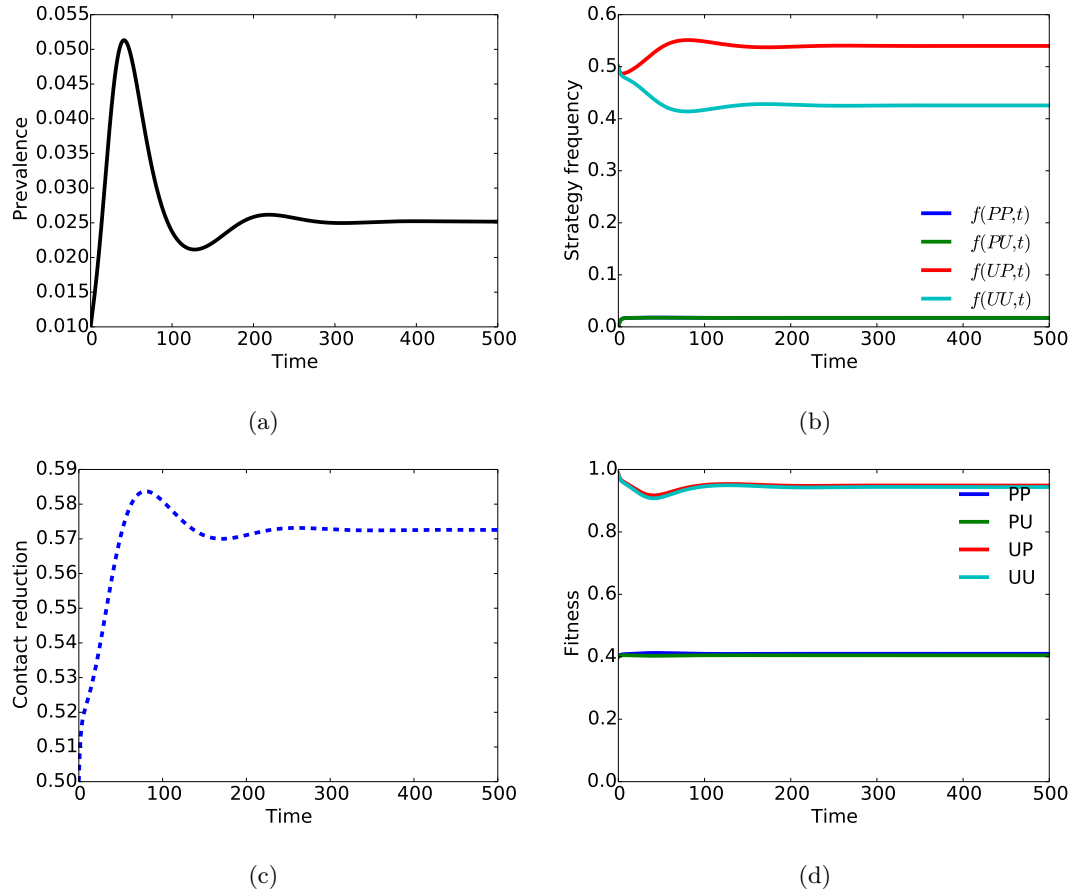 0.055
0.050
0.045
0.040
0.035
0.030
0.025
0.020
0.015
0.010
Prevalence
0 100 200 300 400 500
Time
(a)
0.6
0.5
0.4
0.3
0.2
0.1
0.0
Strategy frequency
f(PP,t)
f(PU,t)
f(UP,t)
f(UU,t)
0 100 200 300 400 500
Time
(b)
0.59
0.58
0.57
0.56
0.55
0.54
0.53
0.52
0.51
0.50
Contact reduction
0 100 200 300 400 500
Time
(c)
1.0
0.8
0.6
0.4
0.2
0.0
Fitness
PP
PU
UP
UU
0 100 200 300 400 500
Time
(d)